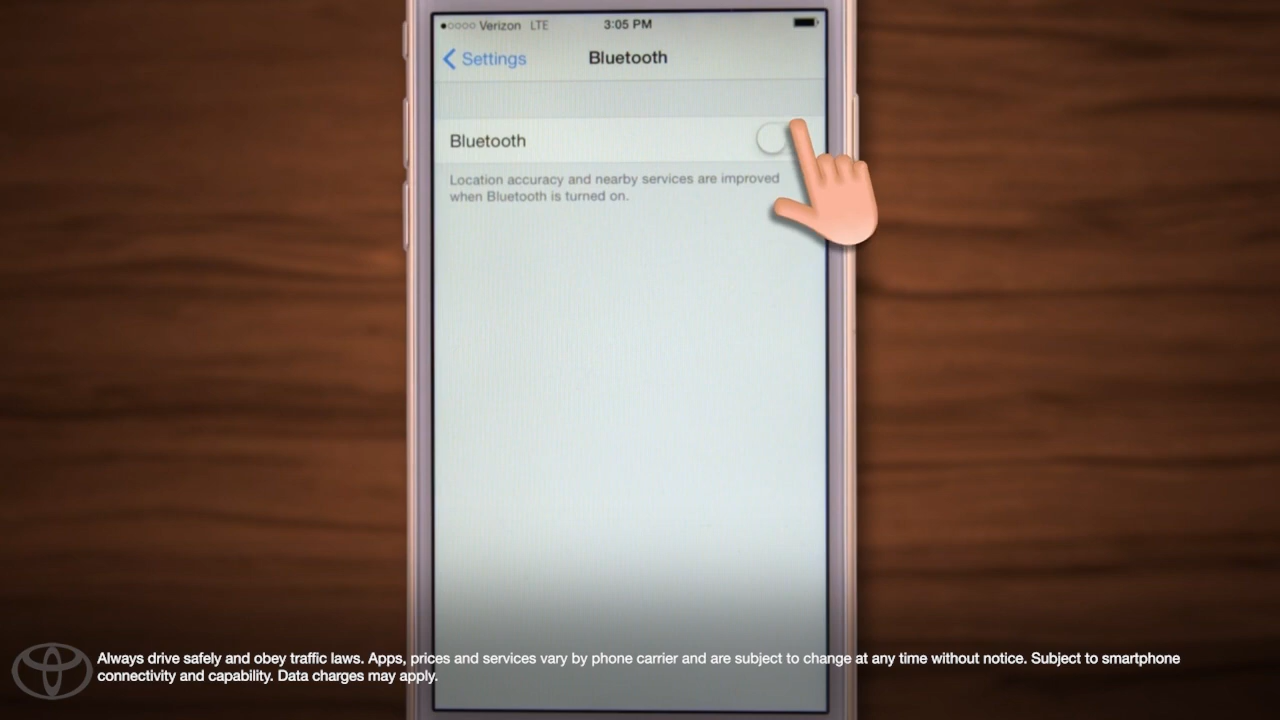 Verizon LTE 3:05 PM
Settings Bluetooth
Bluetooth
Location accuracy and nearby services are improved
when Bluetooth is turned on.
Always drive safely and obey traffic laws. Apps, prices and services vary by phone carrier and are subject to change at any time without notice. Subject to smartphone
connectivity and capability. Data charges may apply.